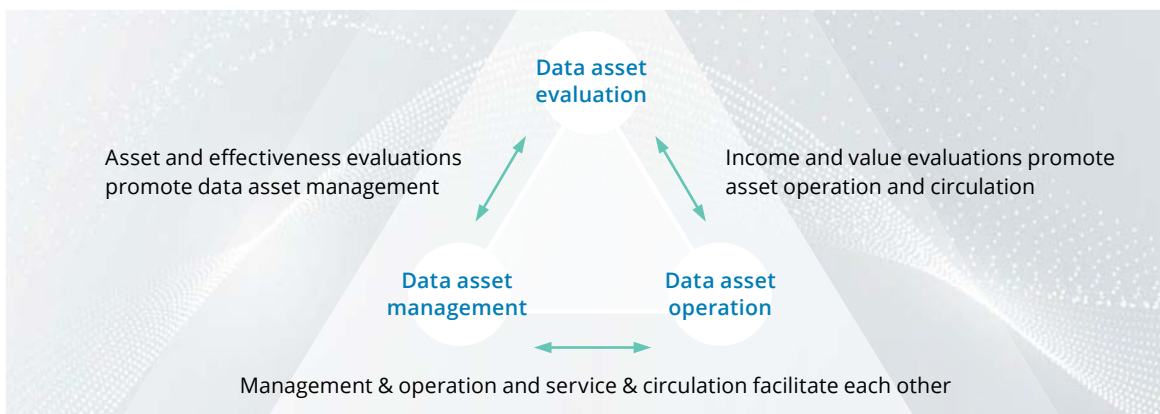 Data asset
evaluation
Asset and effectiveness evaluations
promote data asset management
Income and value evaluations promote
asset operation and circulation
Data asset
management
Data asset
operation
Management & operation and service & circulation facilitate each other